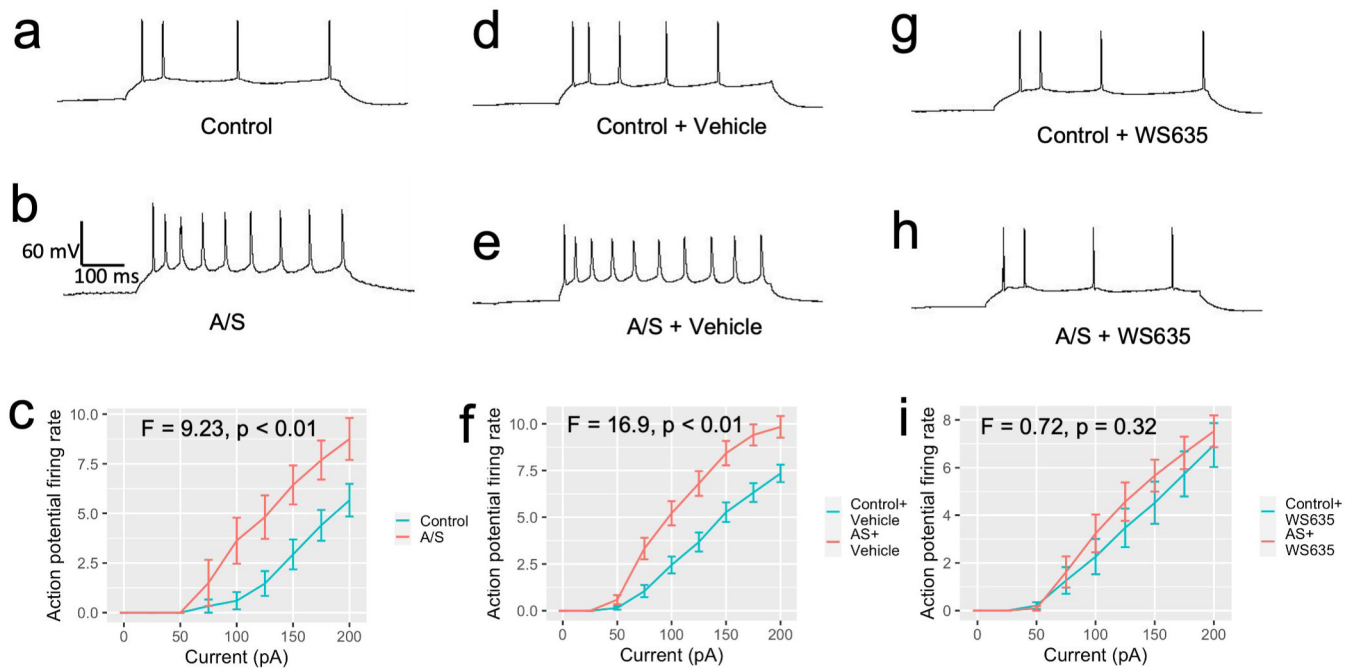 a
Control
b
60 mV
100 ms
A/S
c
F = 9.23, p < 0.01
Action potential firing rate
10.0
7.5
5.0
2.5
0.0
0
50
100
150
200
Current (pA)
Control
A/S
d
Control + Vehicle
e
A/S + Vehicle
f
F = 16.9, p < 0.01
Action potential firing rate
10.0
7.5
5.0
2.5
0.0
0
50
100
150
200
Current (pA)
Control+
Vehicle
AS+
Vehicle
g
Control + WS635
h
A/S + WS635
i
F = 0.72, p = 0.32
Action potential firing rate
8
6
4
2
0
0
50
100
150
200
Current (pA)
Control+
WS635
AS+
WS635